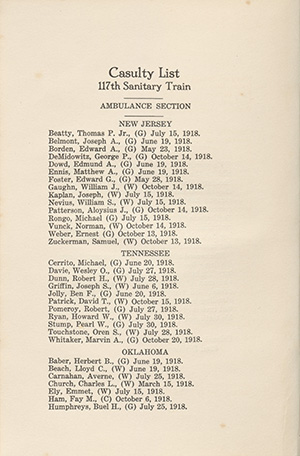 Casulty List
117th Sanitary Train
AMBULANCE SECTION
NEW JERSEY
Beatty, Thomas P. Jr., (G) July 15, 1918.
Belmont, Joseph A., (G) June 19, 1918.
Borden, Edward A., (G) May 23, 1918.
DeMidowitz, George P., (G) October 14, 1918.
Dowd, Edmund A., (G) June 19, 1918.
Ennis, Matthew A., (G) June 19, 1918.
Foster, Edward G., (G) May 28, 1918.
Gaughn, William J., (W) October 14, 1918.
Kaplan, Joseph, (W) July 15, 1918.
Nevius, William S., (W) July 15, 1918.
Patterson, Aloysius J., (G) October 14, 1918.
Rongo, Michael (G) July 15, 1918.
Vunck, Norman, (W) October 14, 1918.
Weber, Ernest (G) October 13, 1918.
Zuckerman, Samuel, (W) October 13, 1918.
TENNESSEE
Cerrito, Michael, (G) June 20, 1918.
Davie, Wesley O., (G) July 27, 1918.
Dunn, Robert H., (W) July 28, 1918.
Griffin, Joseph S., (W) June 6, 1918.
Jolly, Ben F., (G) June 20, 1918.
Patrick, David T., (W) October 15, 1918.
Pomeroy, Robert, (G) July 27, 1918.
Ryan, Howard W., (W) July 30, 1918.
Stump, Pearl W., (G) July 30, 1918.
Touchstone, Oren S., (W) July 28, 1918.
Whitaker, Marvin A., (G) October 20, 1918.
OKLAHOMA
Baber, Herbert B., (G) June 19, 1918.
Beach, Lloyd C., (W) June 19, 1918.
Carnahan, Averne, (W) July 25, 1918.
Church, Charles L., (W) March 15, 1918.
Ely, Emmet, (W) July 15, 1918.
Ham, Fay M., (C) October 6, 1918.
Humphreys, Buel H., (G) July 25, 1918.